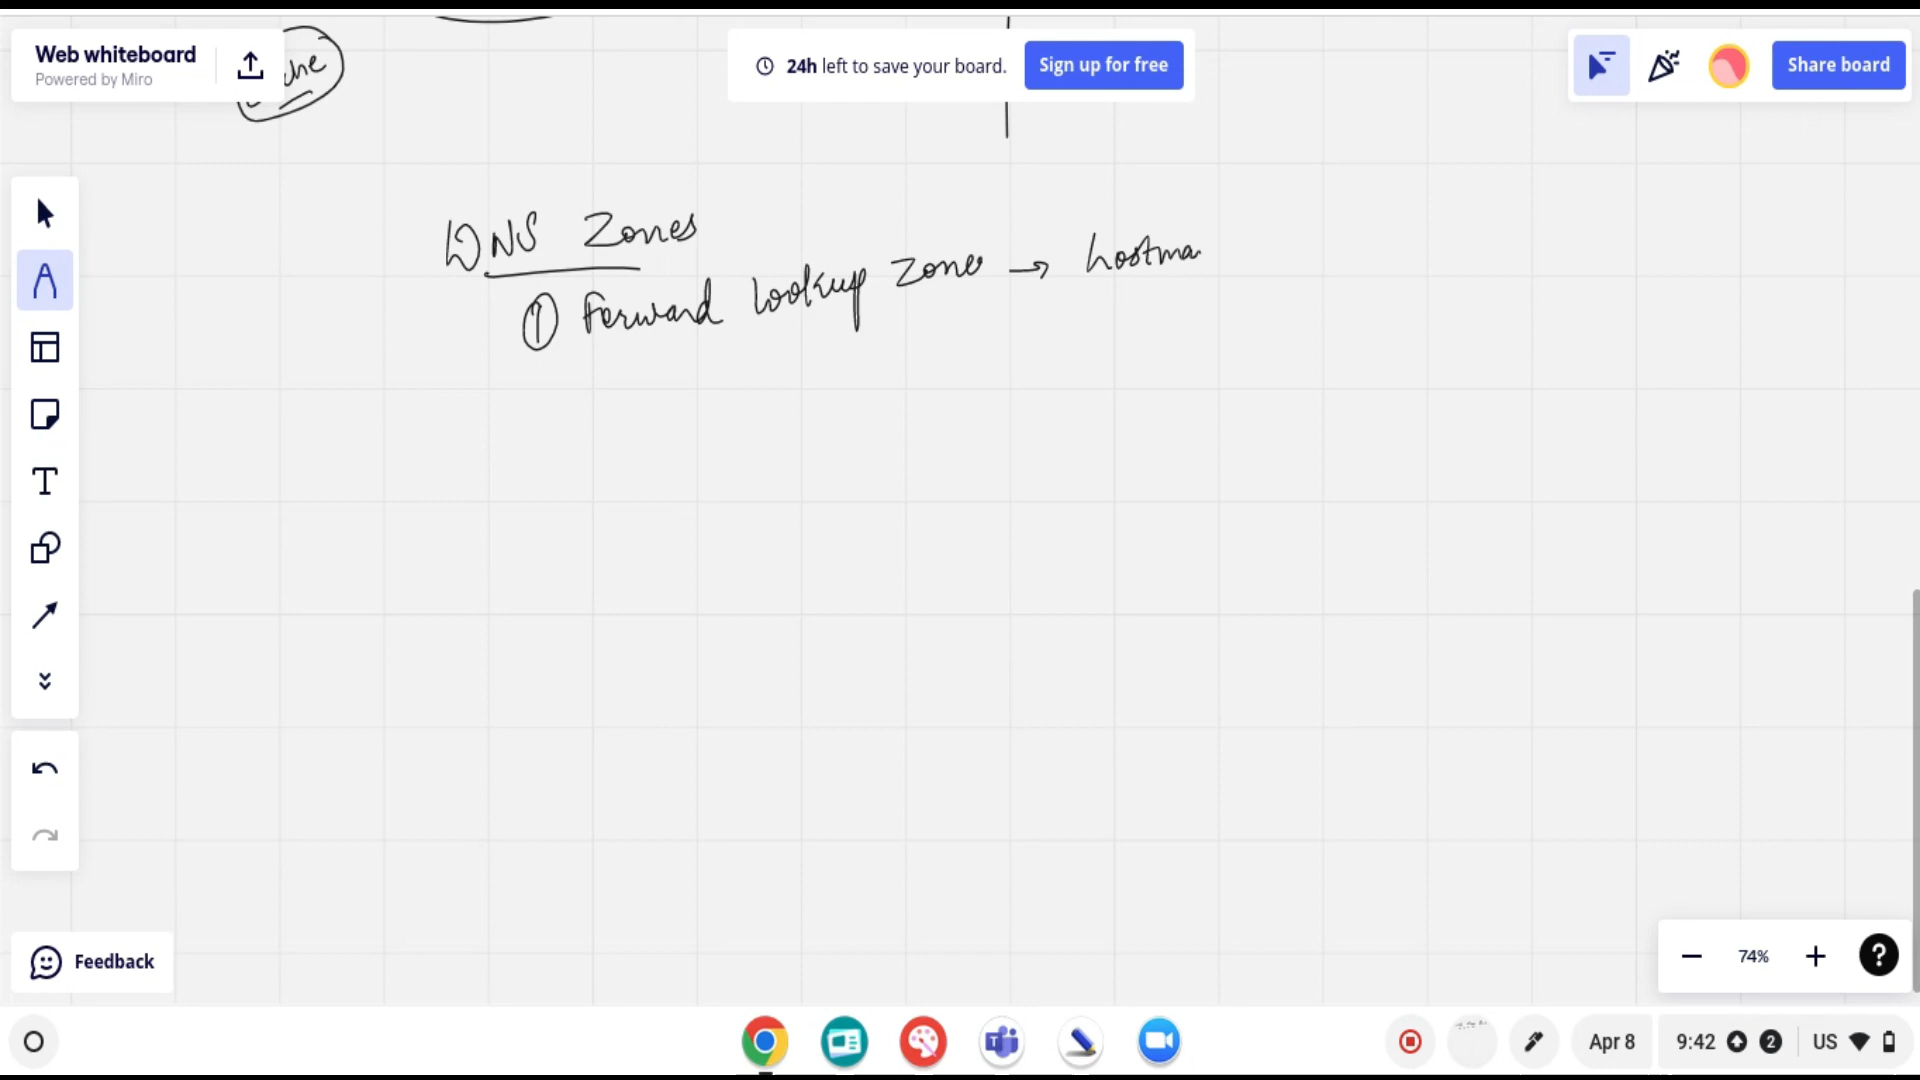 Web whiteboard
Powered by Miro
24h left to save your board.
Sign up for free
Share board
DNS Zones
① Forward lookup zone → hostma
Feedback
74%
?
Apr 8
9:42
2
US